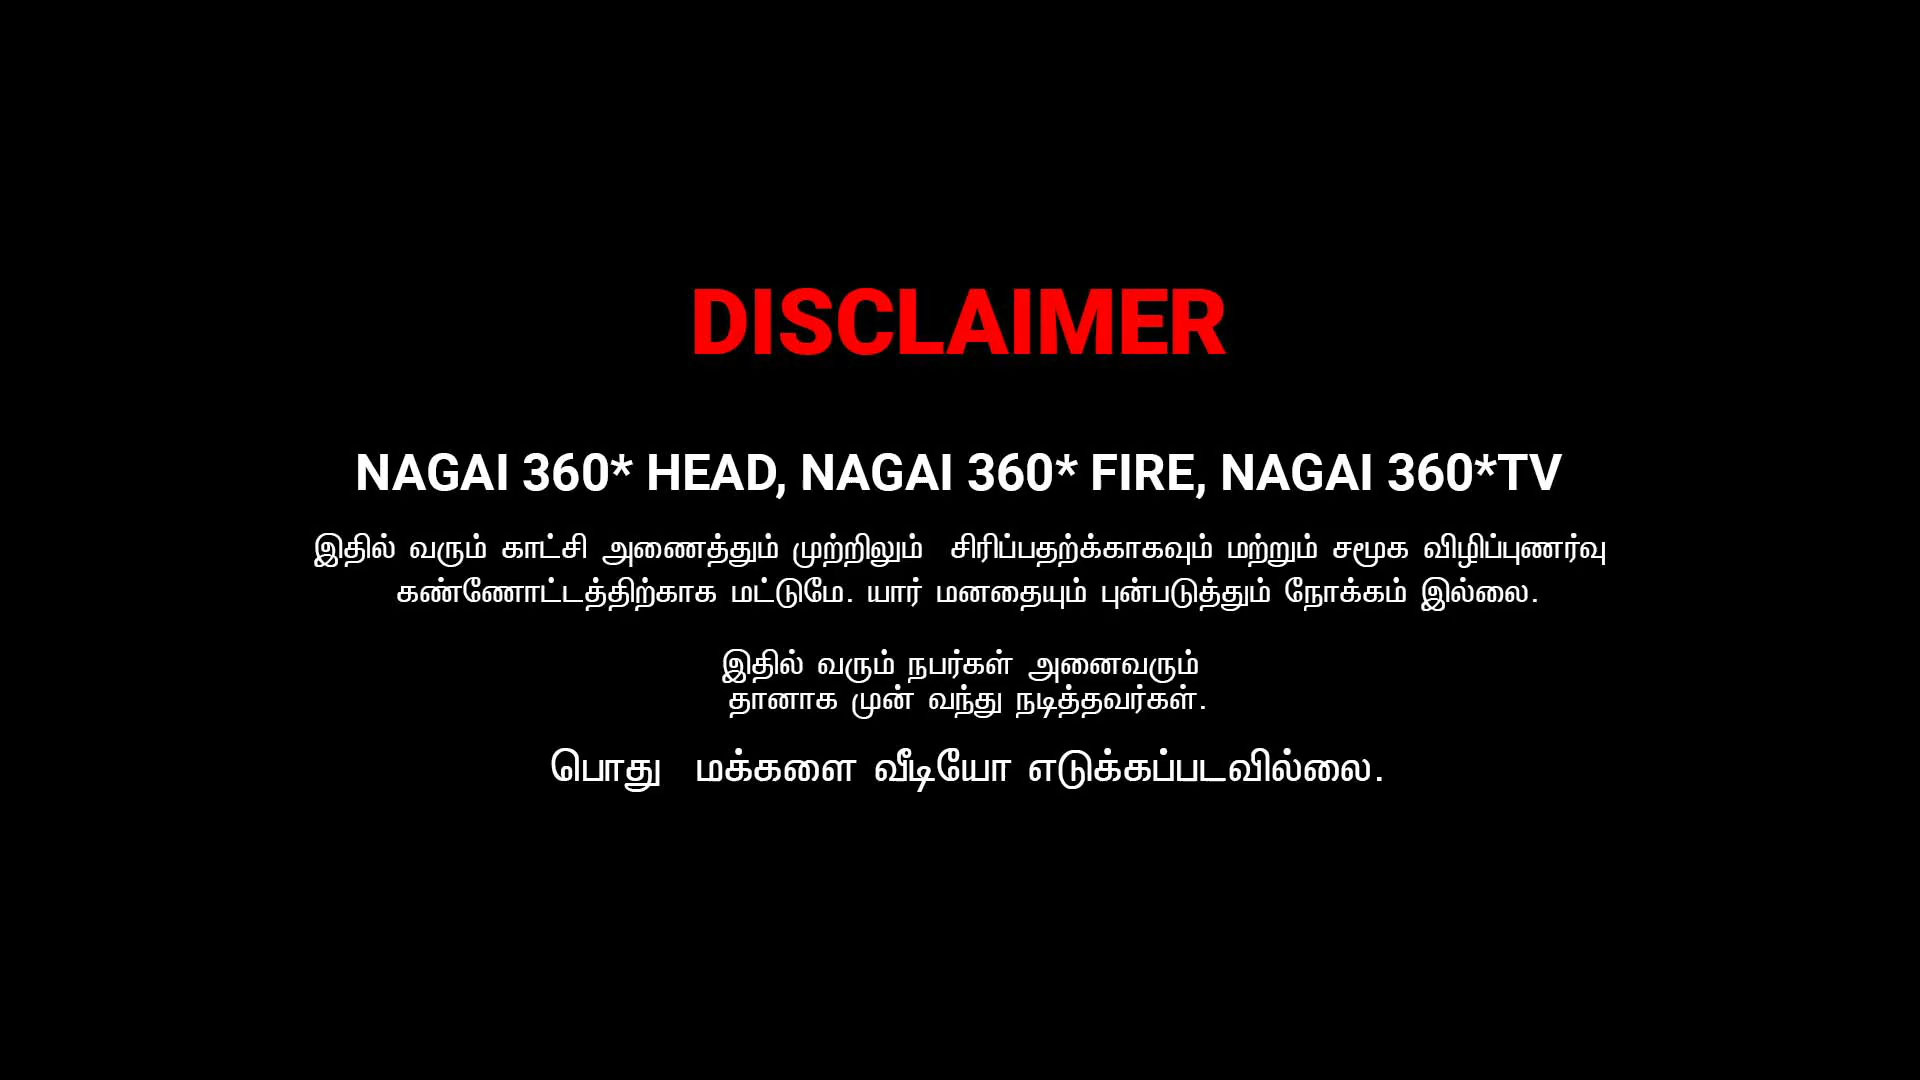 DISCLAIMER
NAGAI 360* HEAD, NAGAI 360* FIRE, NAGAI 360*TV
இதில் வரும் காட்சி அணைத்தும் முற்றிலும் சிரிப்பதற்க்காகவும் மற்றும் சமூக விழிப்புணர்வு
கண்ணோட்டத்திற்காக மட்டுமே. யார் மனதையும் புன்படுத்தும் நோக்கம் இல்லை.
இதில் வரும் நபர்கள் அனைவரும்
தானாக முன் வந்து நடித்தவர்கள்.
பொது மக்களை வீடியோ எடுக்கப்படவில்லை.